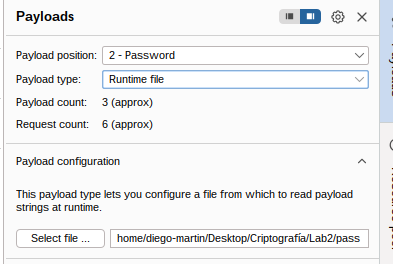 Payloads
Payload position: 2 - Password
Payload type: Runtime file
Payload count: 3 (approx)
Request count: 6 (approx)
Payload configuration
This payload type lets you configure a file from which to read payload
strings at runtime.
Select file ... home/diego-martin/Desktop/Criptografía/Lab2/pass